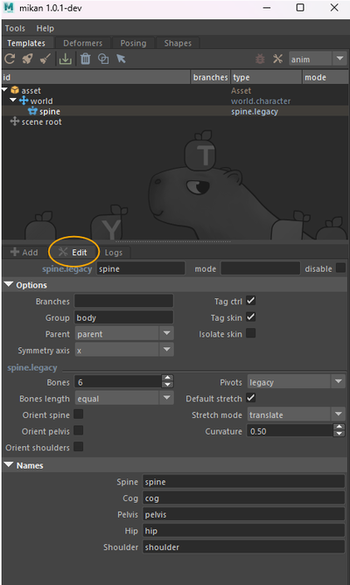 mikan 1.0.1-dev
Tools Help
Templates Deformers Posing Shapes
anim
id branches type mode
asset Asset
world world.character
spine spine.legacy
scene root
T
Y
Add Edit Logs
spine.legacy spine mode disable
Options
Branches Tag ctrl
Group body Tag skin
Parent parent Isolate skin
Symmetry axis x
spine.legacy
Bones 6 Pivots legacy
Bones length equal Default stretch
Orient spine Stretch mode translate
Orient pelvis Curvature 0.50
Orient shoulders
Names
Spine spine
Cog cog
Pelvis pelvis
Hip hip
Shoulder shoulder